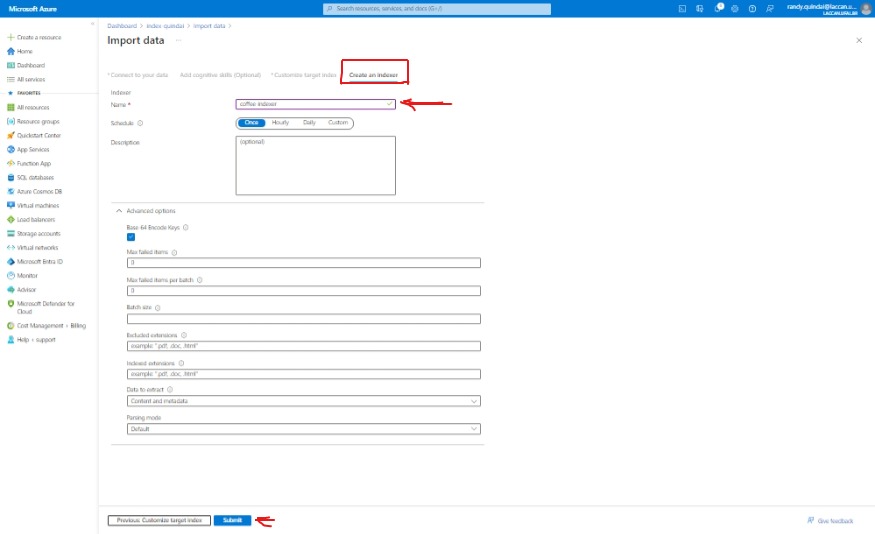 Microsoft Azure
Search resources, services, and docs (G+/)
randy.quindai@laccan.u...
LACCAN.UFAL.BR
Create a resource
Home
Dashboard
All services
FAVORITES
All resources
Resource groups
Quickstart Center
App Services
Function App
SQL databases
Azure Cosmos DB
Virtual machines
Load balancers
Storage accounts
Virtual networks
Microsoft Entra ID
Monitor
Advisor
Microsoft Defender for
Cloud
Cost Management + Billing
Help + support
Dashboard > index_quindai > Import data >
Import data ...
* Connect to your data Add cognitive skills (Optional) * Customize target index Create an indexer
Indexer
Name *
coffee-indexer
Schedule
Once Hourly Daily Custom
Description
(optional)
Advanced options
Base-64 Encode Keys
Max failed items
0
Max failed items per batch
0
Batch size
Excluded extensions
example: ".pdf, .doc, .html"
Indexed extensions
example: ".pdf, .doc, .html"
Data to extract
Content and metadata
Parsing mode
Default
Previous: Customize target index
Submit
Give feedback